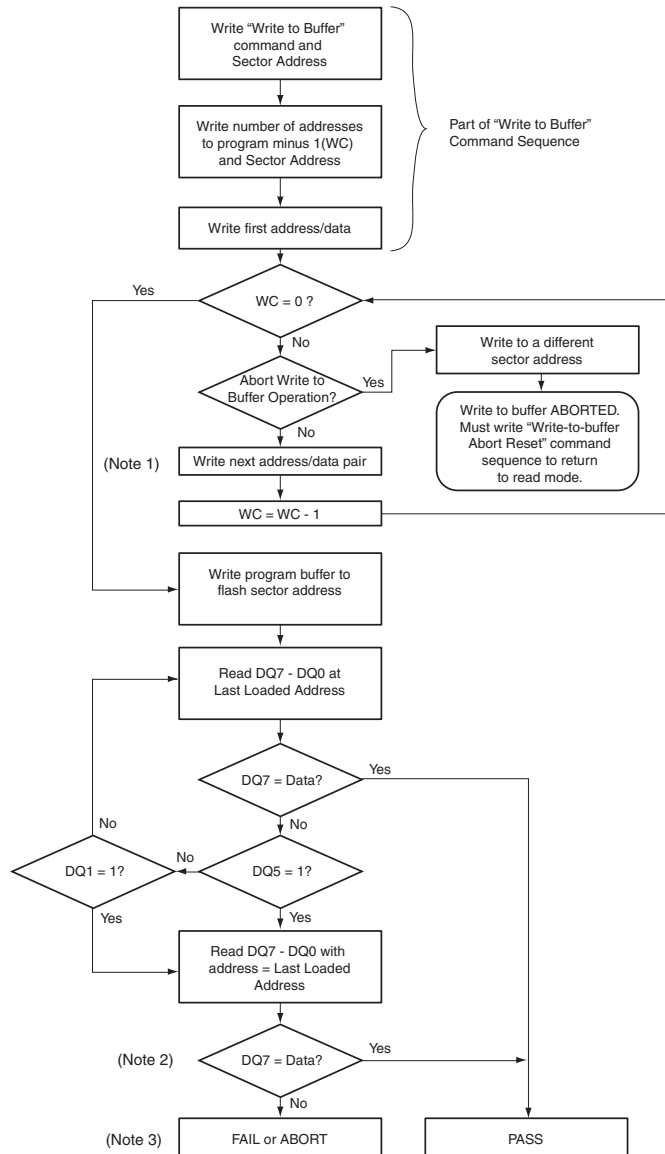 Write “Write to Buffer”
command and
Sector Address
Write number of addresses
to program minus 1(WC)
and Sector Address
Part of “Write to Buffer”
Command Sequence
Write first address/data
Yes
WC = 0 ?
No
Write to a different
sector address
Abort Write to
Buffer Operation?
Yes
No
Write to buffer ABORTED.
Must write “Write-to-buffer
Abort Reset” command
sequence to return
to read mode.
(Note 1)
Write next address/data pair
WC = WC - 1
Write program buffer to
flash sector address
Read DQ7 - DQ0 at
Last Loaded Address
DQ7 = Data?
Yes
No
No
DQ1 = 1?
No
DQ5 = 1?
Yes
Yes
Read DQ7 - DQ0 with
address = Last Loaded
Address
(Note 2)
DQ7 = Data?
Yes
No
(Note 3)
FAIL or ABORT
PASS